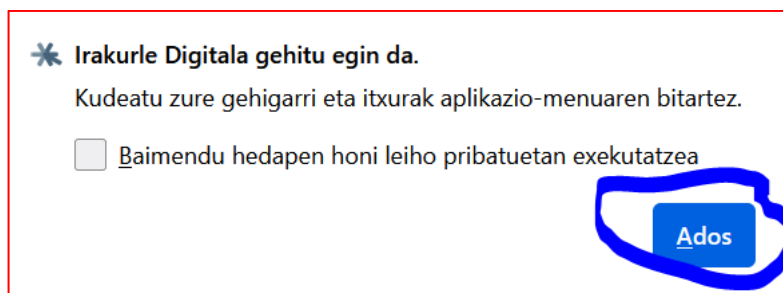 Irakurle Digitala gehitu egin da.
Kudeatu zure gehigarri eta itxurak aplikazio-menuaren bitartez.
Baimendu hedapen honi leiho pribatuetan exekutatzea
Ados